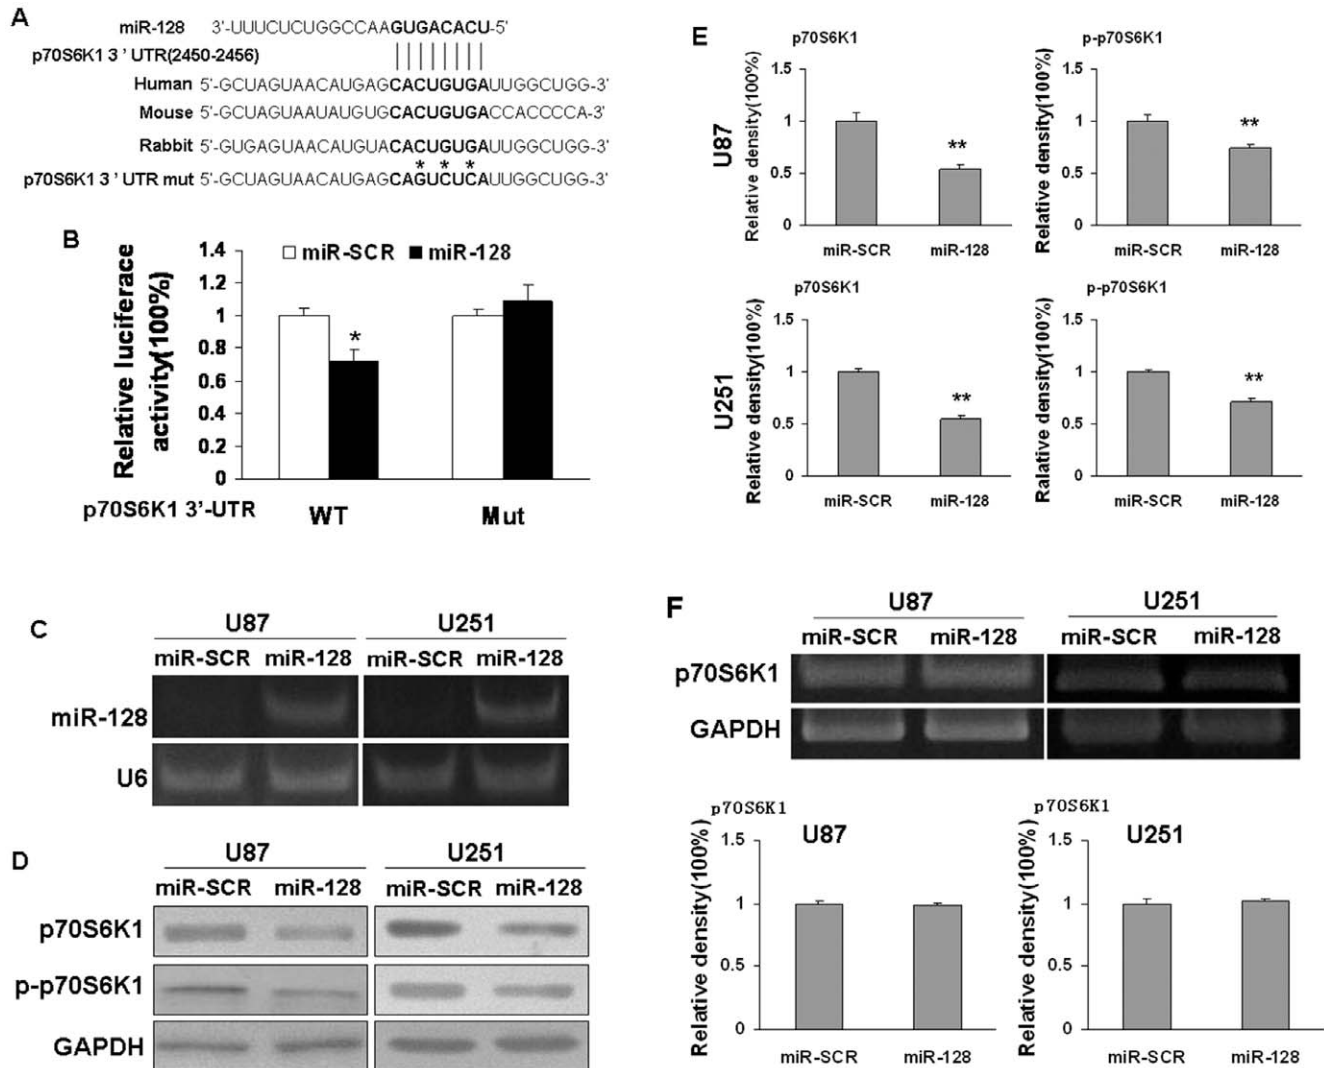 A
miR-128 3'-UUUCUCUGGCCAAGUGACACU-5'
p70S6K1 3 ’ UTR(2450-2456)
Human 5'-GCUAGUAACAUGAGCACUGUGAUUGGCUGG-3'
Mouse 5'-GCUAGUAAUAUGUGCACUGUGACCACCCCA-3'
Rabbit 5'-GUGAGUAACAUGUACACUGUGAUUGGCUGG-3'
* * *
p70S6K1 3 ’ UTR mut 5'-GCUAGUAACAUGAGCAGUCUCAUUGGCUGG-3'
B
Relative luciferace
activity(100%)
miR-SCR miR-128
1.4
1.2
1
0.8
0.6
0.4
0.2
0
*
p70S6K1 3'-UTR WT Mut
C
U87 U251
miR-SCR miR-128 miR-SCR miR-128
miR-128
U6
D
U87 U251
miR-SCR miR-128 miR-SCR miR-128
p70S6K1
p-p70S6K1
GAPDH
E
U87
p70S6K1
Relative density(100%)
1.5
1
0.5
0
**
miR-SCR miR-128
p-p70S6K1
Relative density(100%)
1.5
1
0.5
0
**
miR-SCR miR-128
U251
p70S6K1
Relative density(100%)
1.5
1
0.5
0
**
miR-SCR miR-128
p-p70S6K1
Ralative density(100%)
1.5
1
0.5
0
**
miR-SCR miR-128
F
U87 U251
miR-SCR miR-128 miR-SCR miR-128
p70S6K1
GAPDH
p70S6K1
U87
Relative density(100%)
1.5
1
0.5
0
miR-SCR miR-128
p70S6K1
U251
Relative density(100%)
1.5
1
0.5
0
miR-SCR miR-128